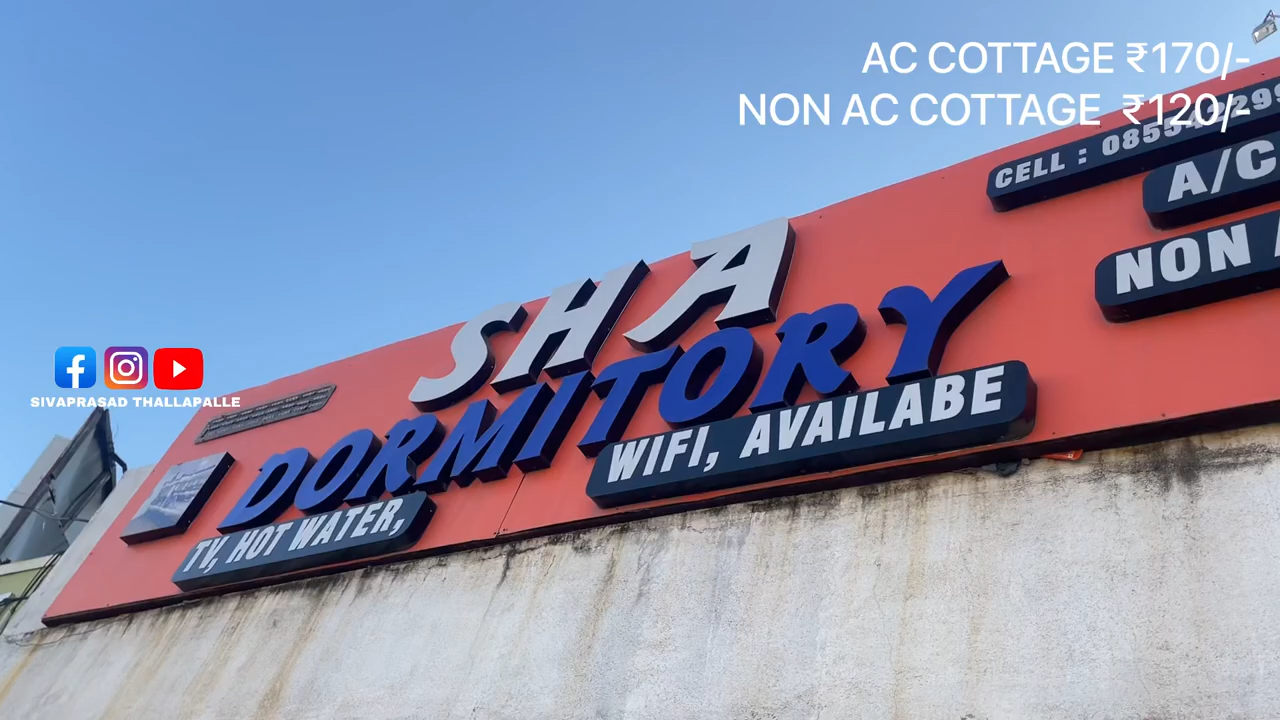 AC COTTAGE ₹170/-
NON AC COTTAGE ₹120/-
CELL :
A/C
NON
SHA
DORMITORY
WIFI, AVAILABE
TV, HOT WATER,
SIVAPRASAD THALLAPALLE